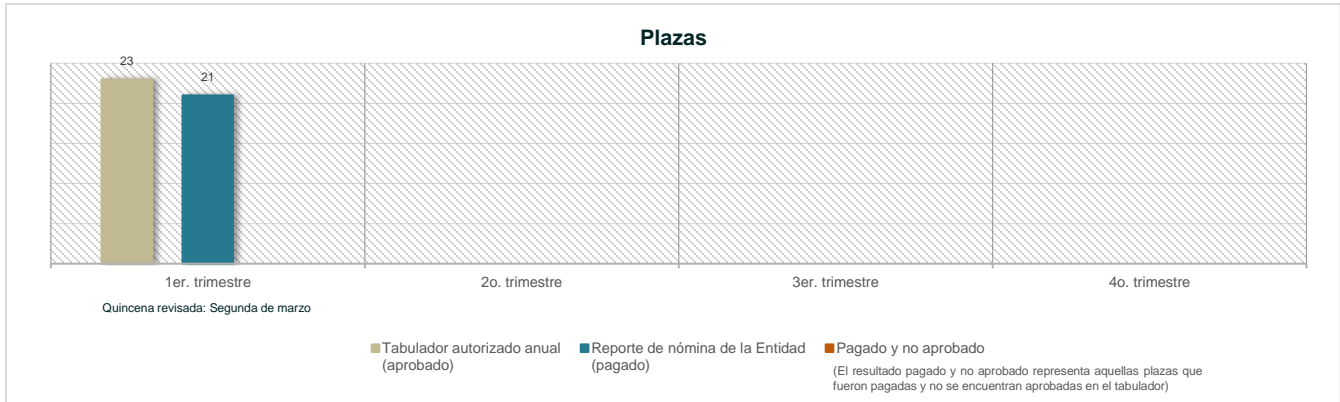 Plazas
23
21
1er. trimestre
2o. trimestre
3er. trimestre
4o. trimestre
Quincena revisada: Segunda de marzo
Tabulador autorizado anual
(aprobado)
Reporte de nómina de la Entidad
(pagado)
Pagado y no aprobado
(El resultado pagado y no aprobado representa aquellas plazas que
fueron pagadas y no se encuentran aprobadas en el tabulador)